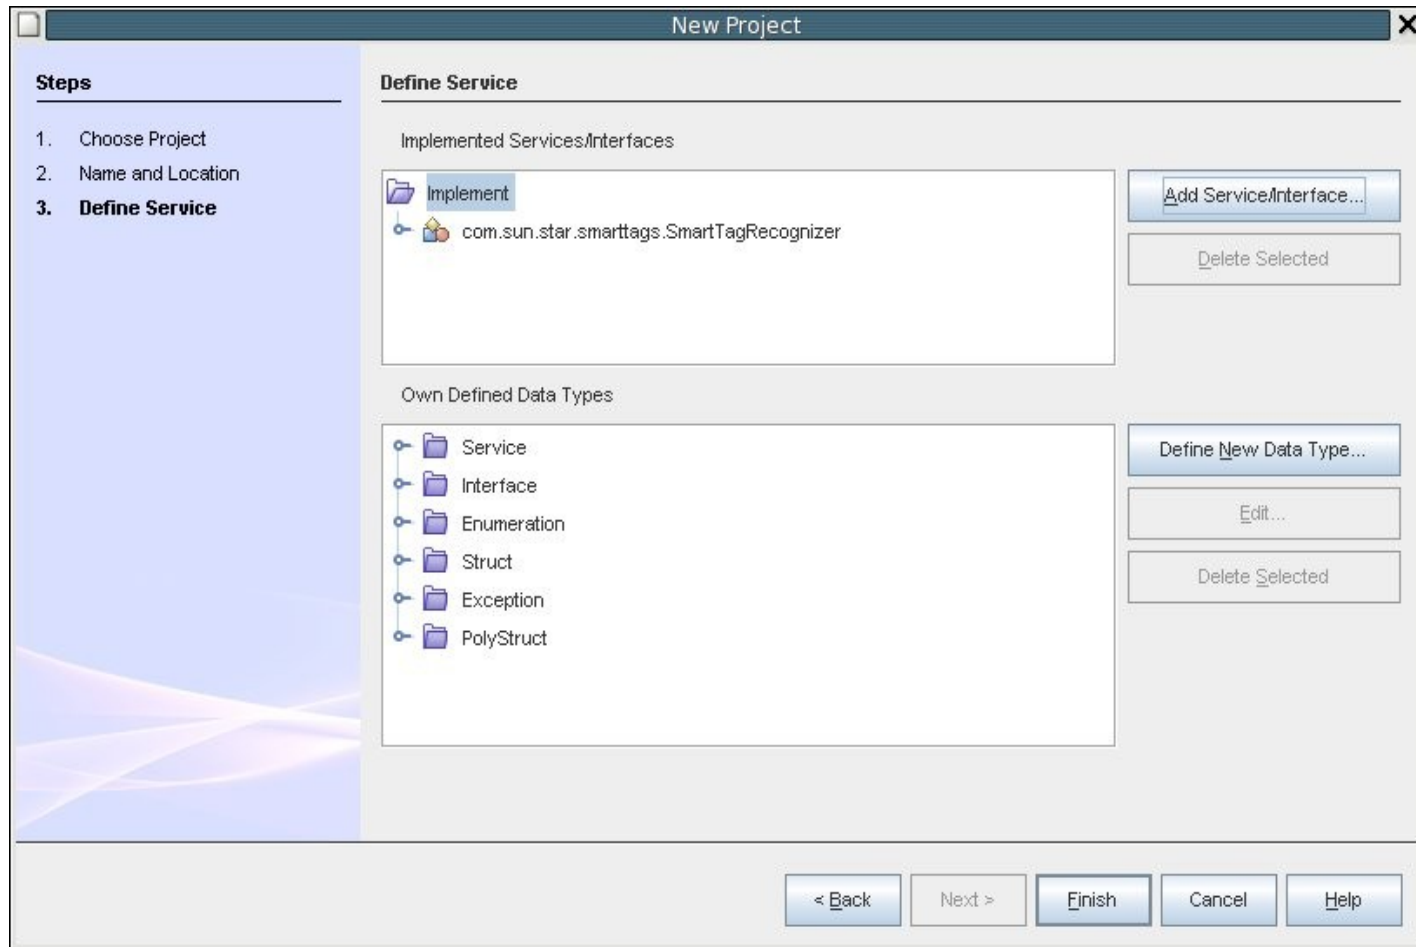 New Project
Steps
1. Choose Project
2. Name and Location
3. Define Service
Define Service
Implemented Services/Interfaces
Implement
com.sun.star.smarttags.SmartTagRecognizer
Add Service/Interface...
Delete Selected
Own Defined Data Types
Service
Interface
Enumeration
Struct
Exception
PolyStruct
Define New Data Type...
Edit...
Delete Selected
< Back Next > Finish Cancel Help